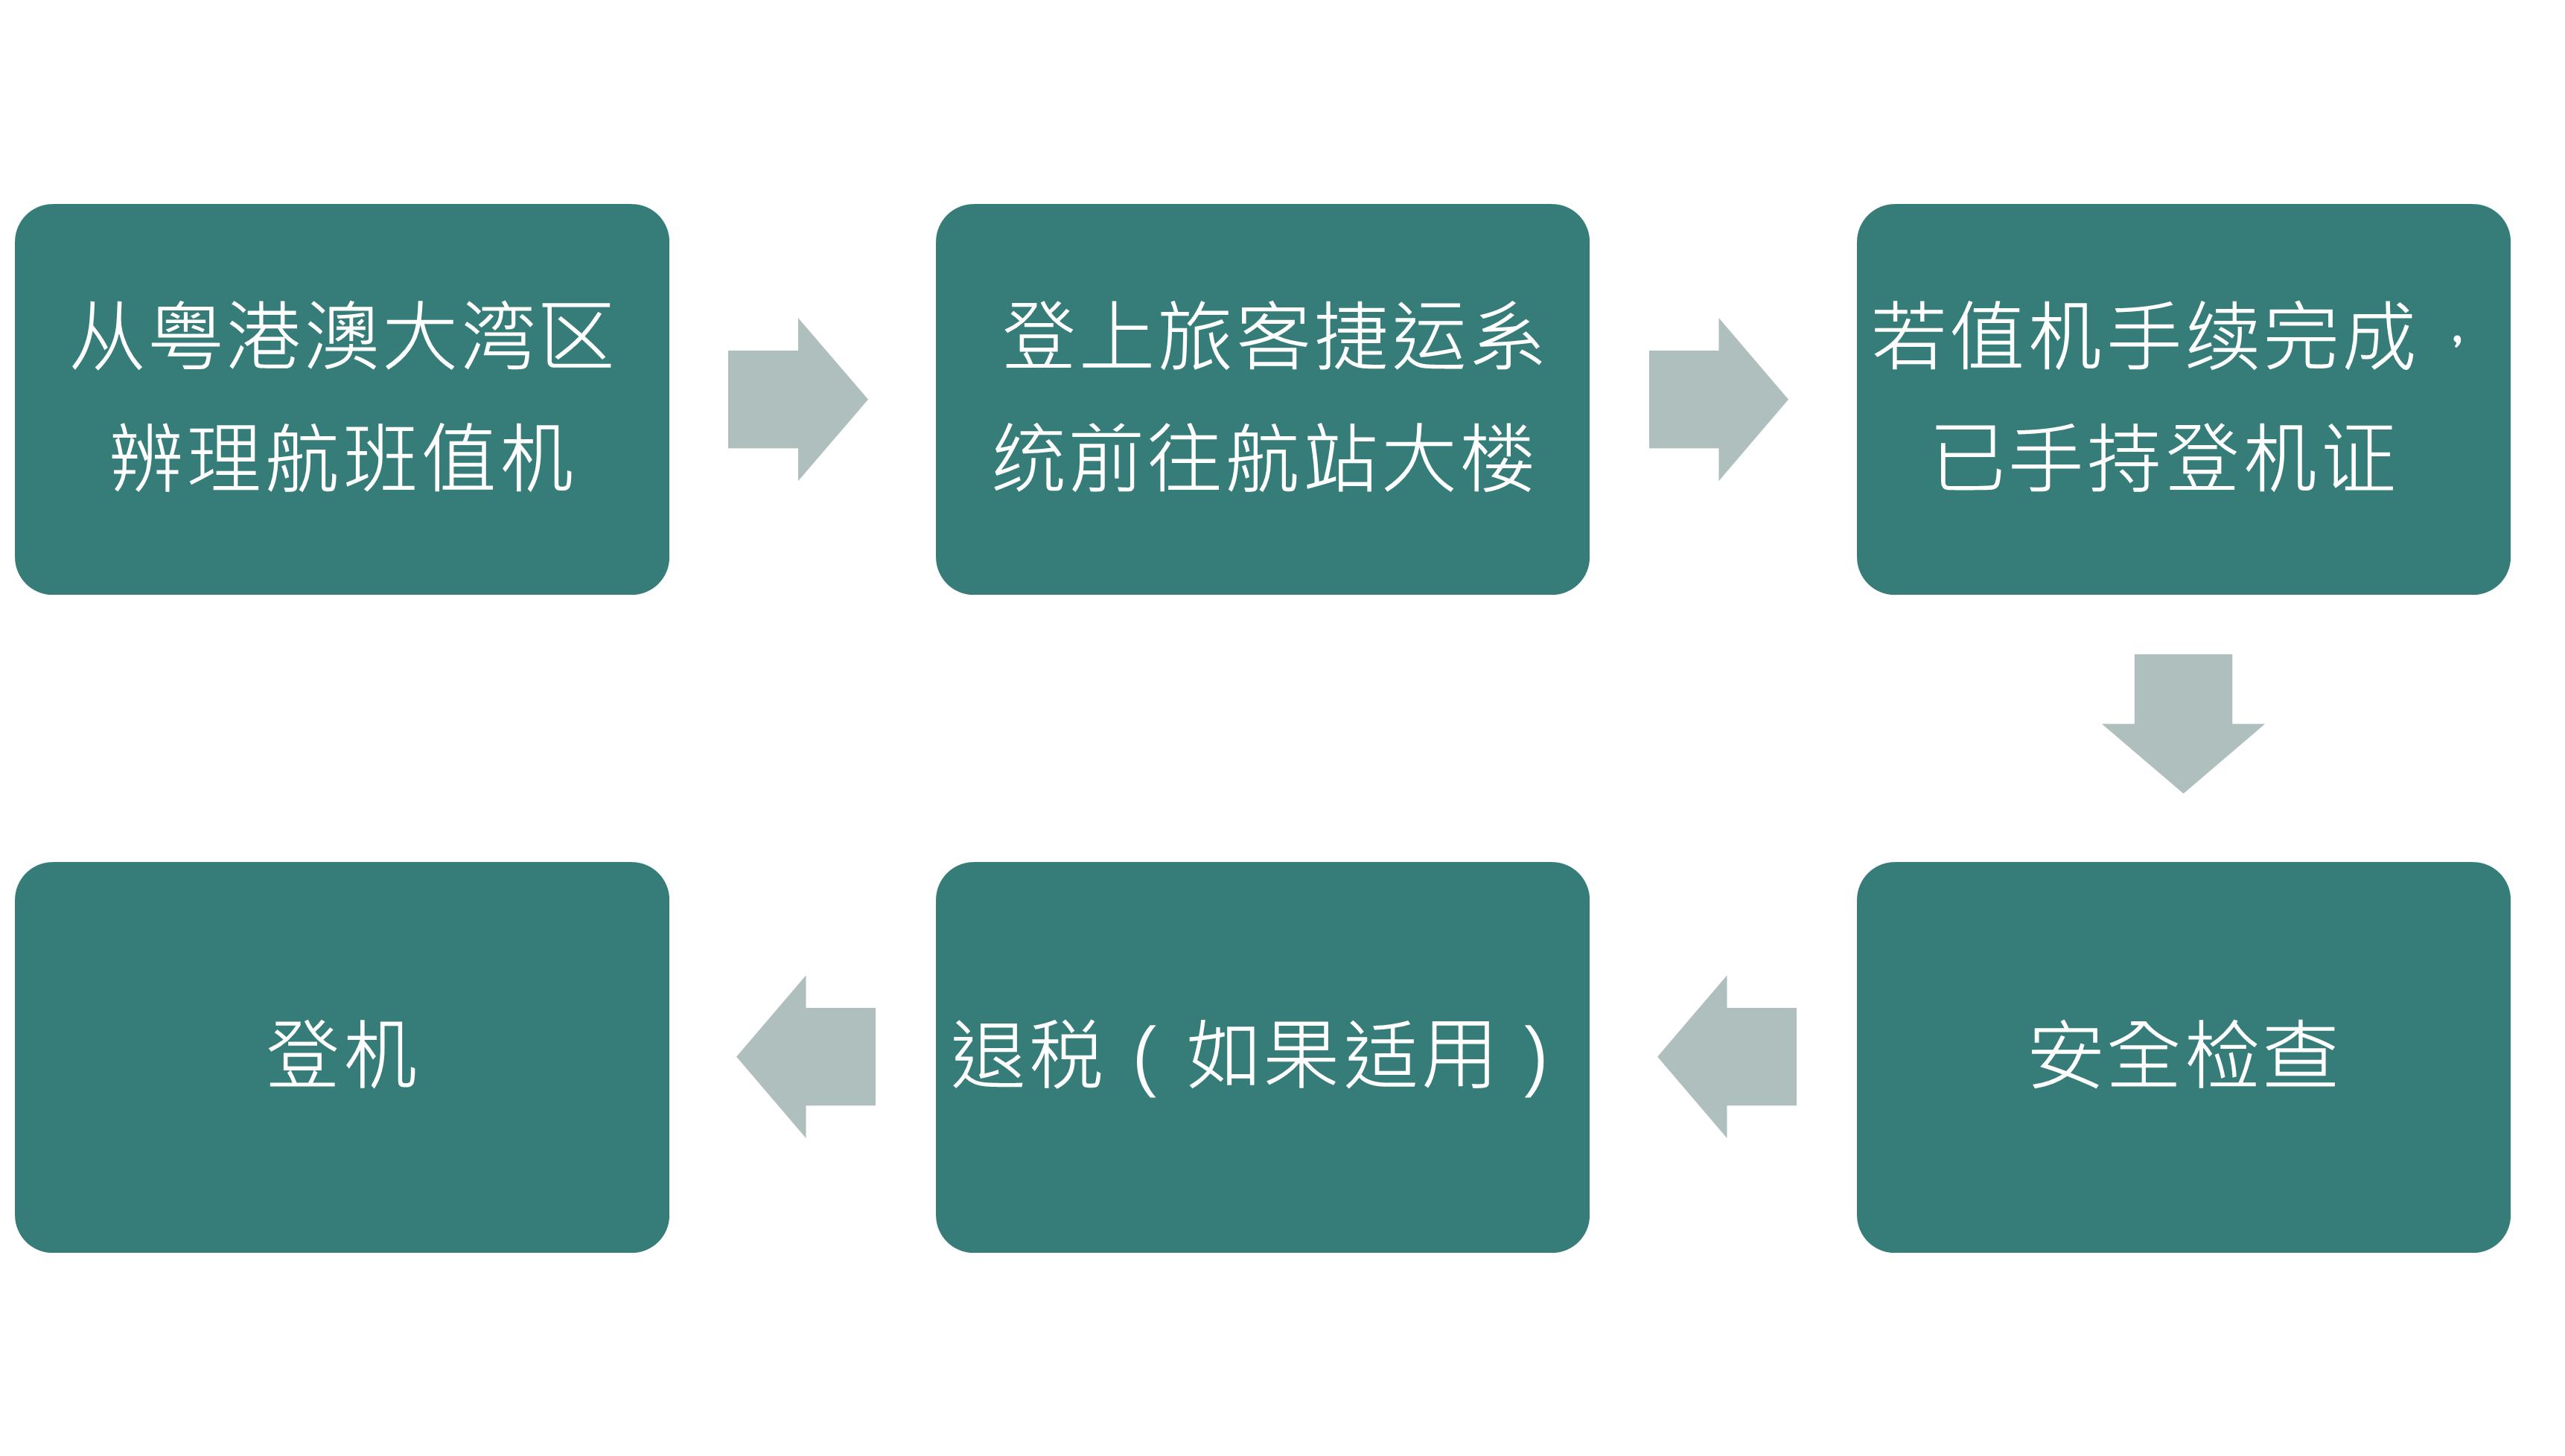 从粤港澳大湾区
辨理航班值机
登上旅客捷运系
统前往航站大楼
若值机手续完成，
已手持登机证
安全检查
退税（如果适用）
登机